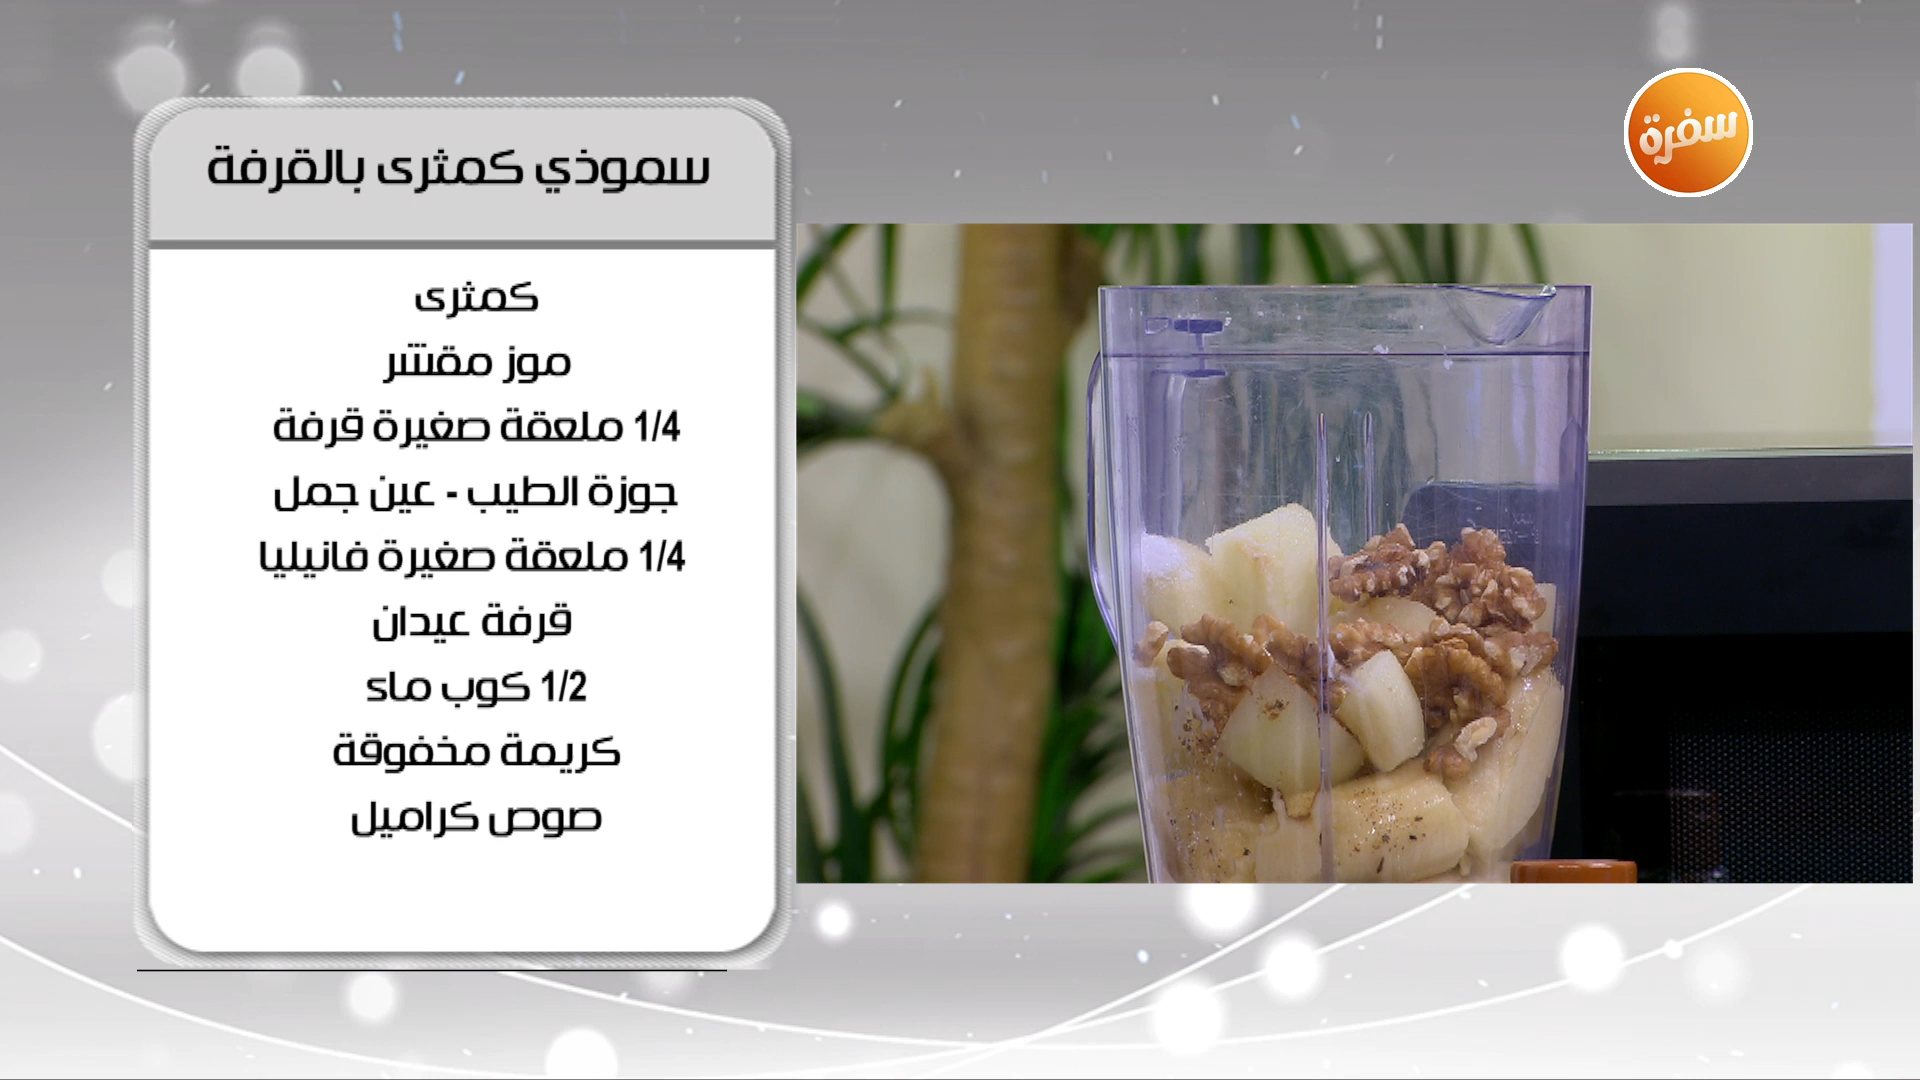 سفرة
سموذي كمثرى بالقرفة
كمثرى
موز مقشر
1/4 ملعقة صغيرة قرفة
جوزة الطيب - عين جمل
1/4 ملعقة صغيرة فانيليا
قرفة عيدان
1/2 كوب ماء
كريمة مخفوقة
صوص كراميل